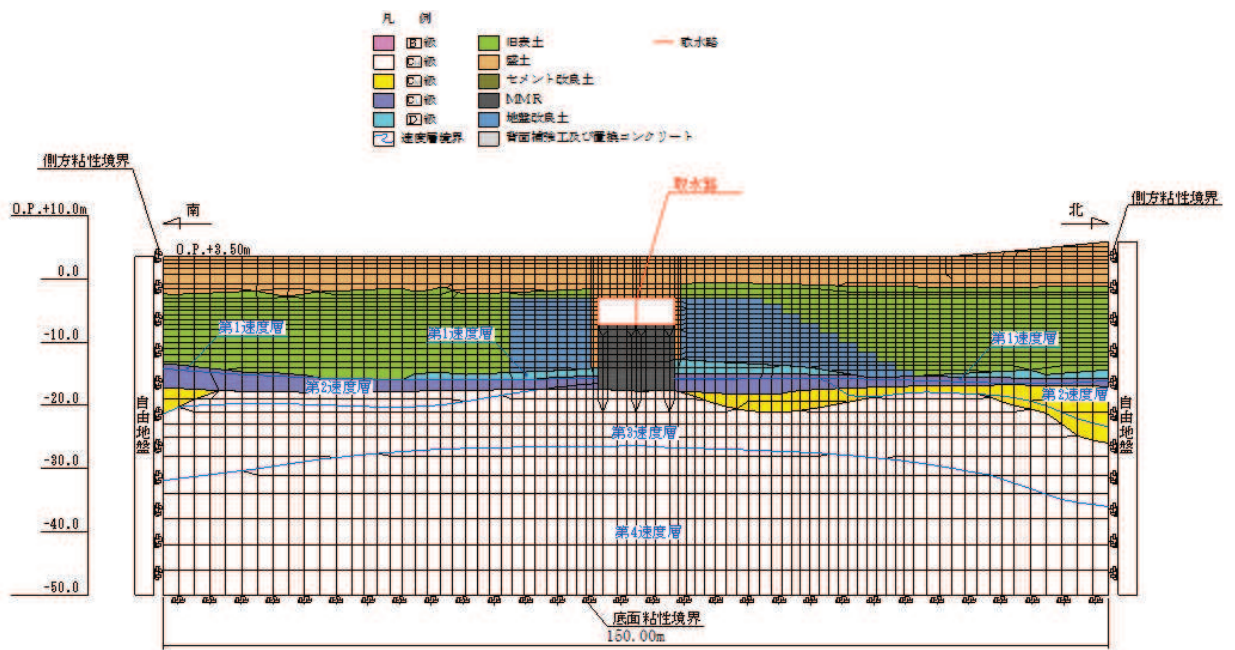 凡 例
B級
旧表土
取水路
級
盛土
級
セメント改良土
級
MMR
D級
地盤改良土
速度層境界
背面補強工及び置換コンクリート
側方粘性境界
取水路
側方粘性境界
O.P.+10.0m
南
北
O.P.+3.50m
0.0
-10.0
第1速度層
第1速度層
第1速度層
第2速度層
第2速度層
-20.0
自由地盤
自由地盤
第3速度層
-30.0
-40.0
第4速度層
-50.0
底面粘性境界
150.00m